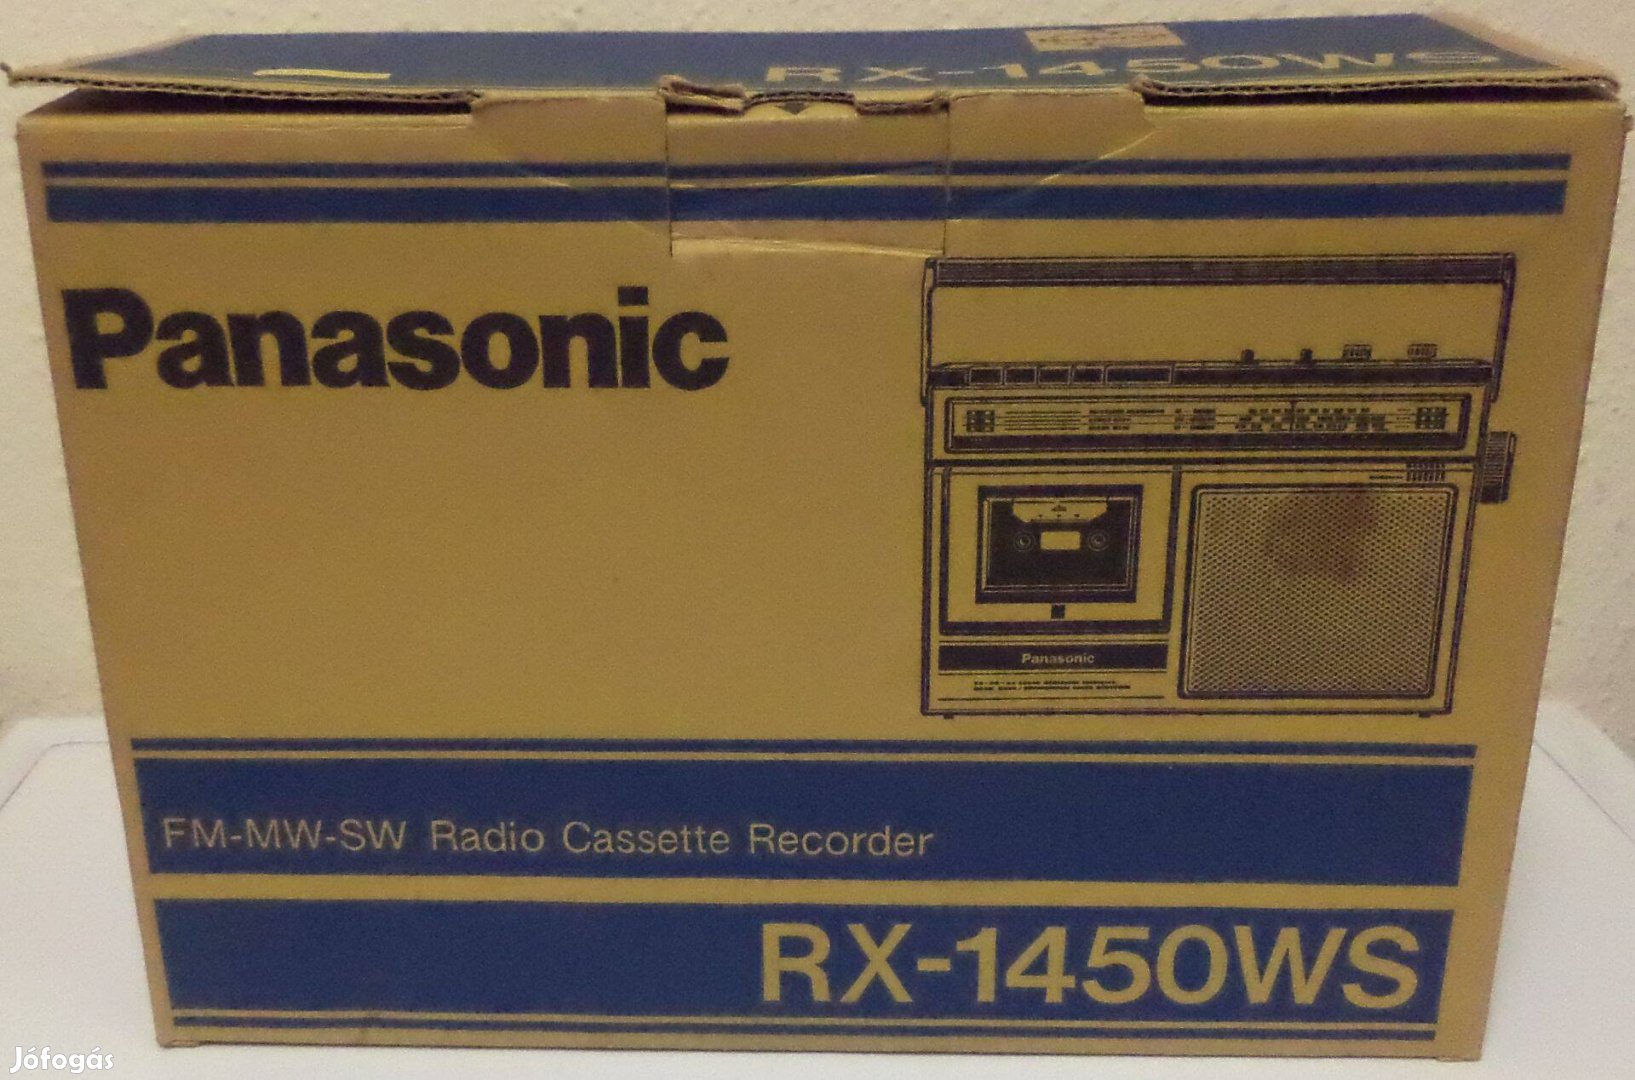 RX-1450WS
Panasonic
Panasonic
FM-MW-SW Radio Cassette Recorder
RX-1450WS
Jófogás